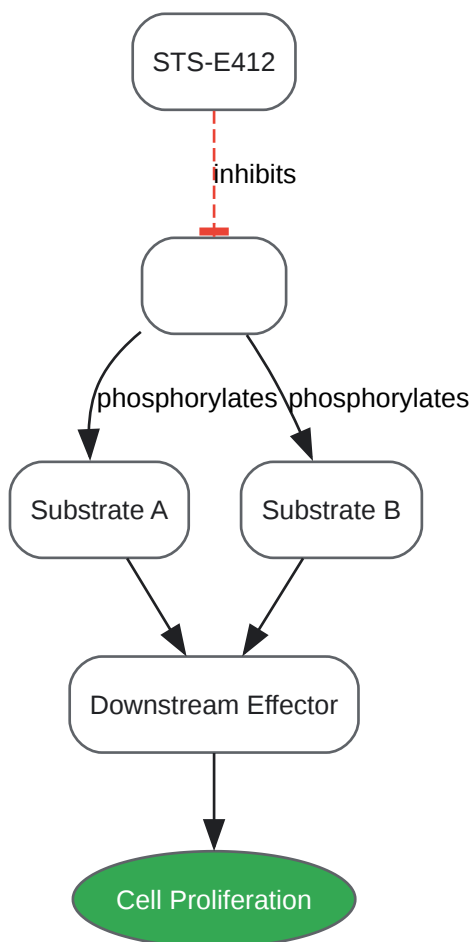 STS-E412
inhibits
phosphorylates
phosphorylates
Substrate A
Substrate B
Downstream Effector
Cell Proliferation